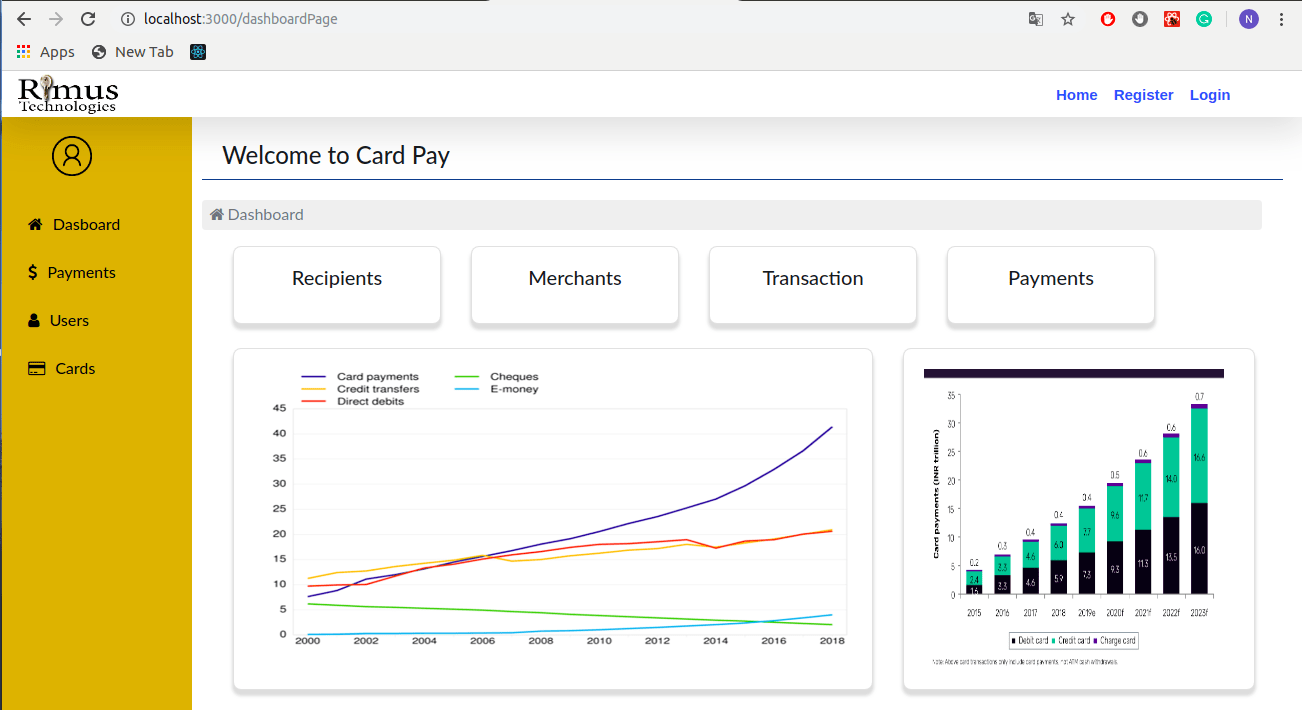 localhost:3000/dashboardPage
N
Apps New Tab
Rimus
Technologies
Home Register Login
Welcome to Card Pay
Dashboard
Dasboard
Payments
Users
Cards
Recipients Merchants Transaction Payments
Card payments Cheques
Credit transfers E-money
Direct debits
45
40
35
30
25
20
15
10
5
0
2000 2002 2004 2006 2008 2010 2012 2014 2016 2018
Card payments (INR trillion)
35
30
25
20
15
10
5
0
0.2 0.3 0.4 0.4 0.4 0.5 0.6 0.6 0.7
2.4 3.3 4.6 6.0 7.7 9.6 11.7 14.0 16.6
1.6 3.3 4.6 5.9 7.3 9.3 11.3 13.5 16.0
2015 2016 2017 2018 2019e 2020f 2021f 2022f 2023f
Debit card Credit card Charge card
Note: Above card transactions only include card payments, not ATM cash withdrawals.